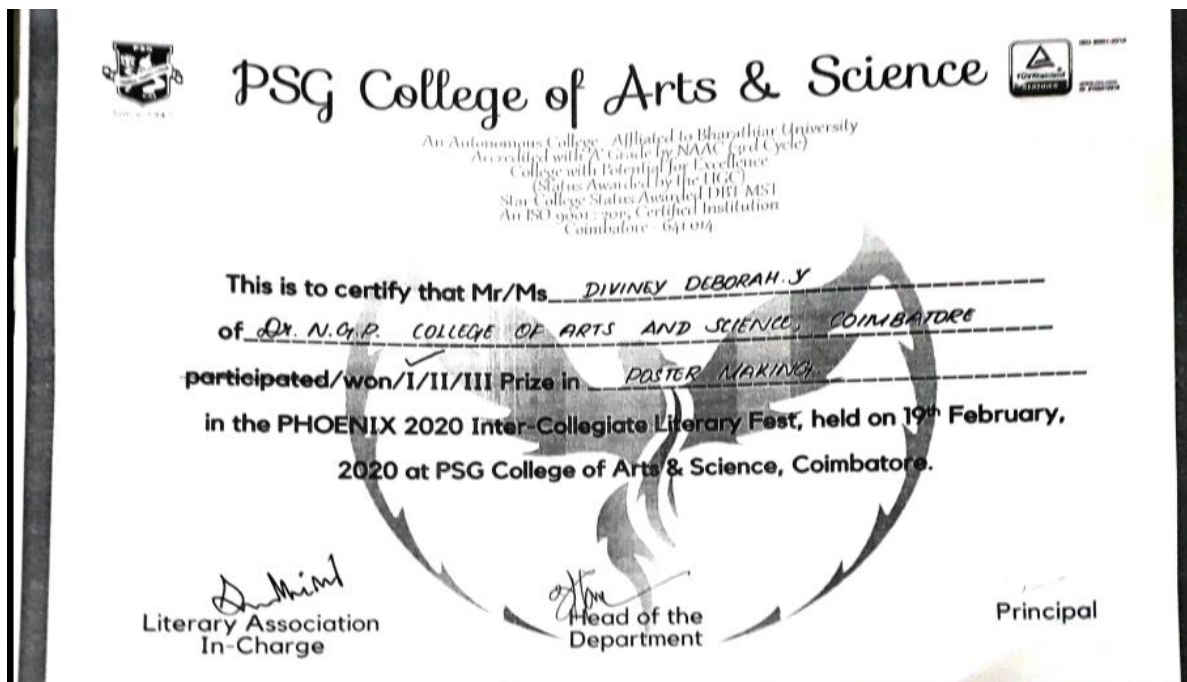 PSG College of Arts & Science
TÜVRheinland
CERTIFIED
An Autonomous College - Affiliated to Bharathiar University
Accredited with 'A' Grade by NAAC (3rd Cycle)
College with Potential for Excellence
(Status Awarded by the UGC)
Star College Status Awarded DBT MST
An ISO 9001 : 2015 Certified Institution
Coimbatore - 641 014
This is to certify that Mr/Ms DIVINEY DEBORAH. Y
of Dr. N.G.P. COLLEGE OF ARTS AND SCIENCE, COIMBATORE
participated/won/I/II/III Prize in POSTER MAKING
in the PHOENIX 2020 Inter-Collegiate Literary Fest, held on 19th February,
2020 at PSG College of Arts & Science, Coimbatore.
Literary Association
In-Charge
Head of the
Department
Principal